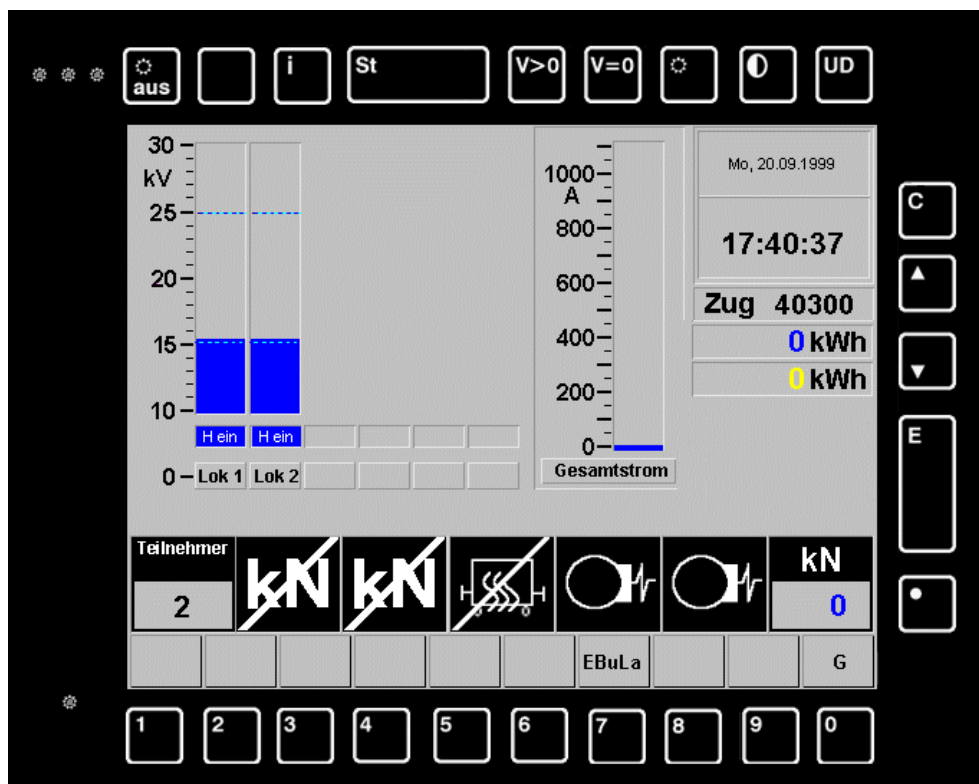 aus
i
St
V>0
V=0
UD
30
kV
25
20
15
10
0
H ein H ein
Lok 1 Lok 2
1000
A
800
600
400
200
0
Gesamtstrom
Mo, 20.09.1999
17:40:37
Zug 40300
0 kWh
0 kWh
C
E
Teilnehmer
2
kN
kN
kN
0
EBuLa
G
1 2 3 4 5 6 7 8 9 0